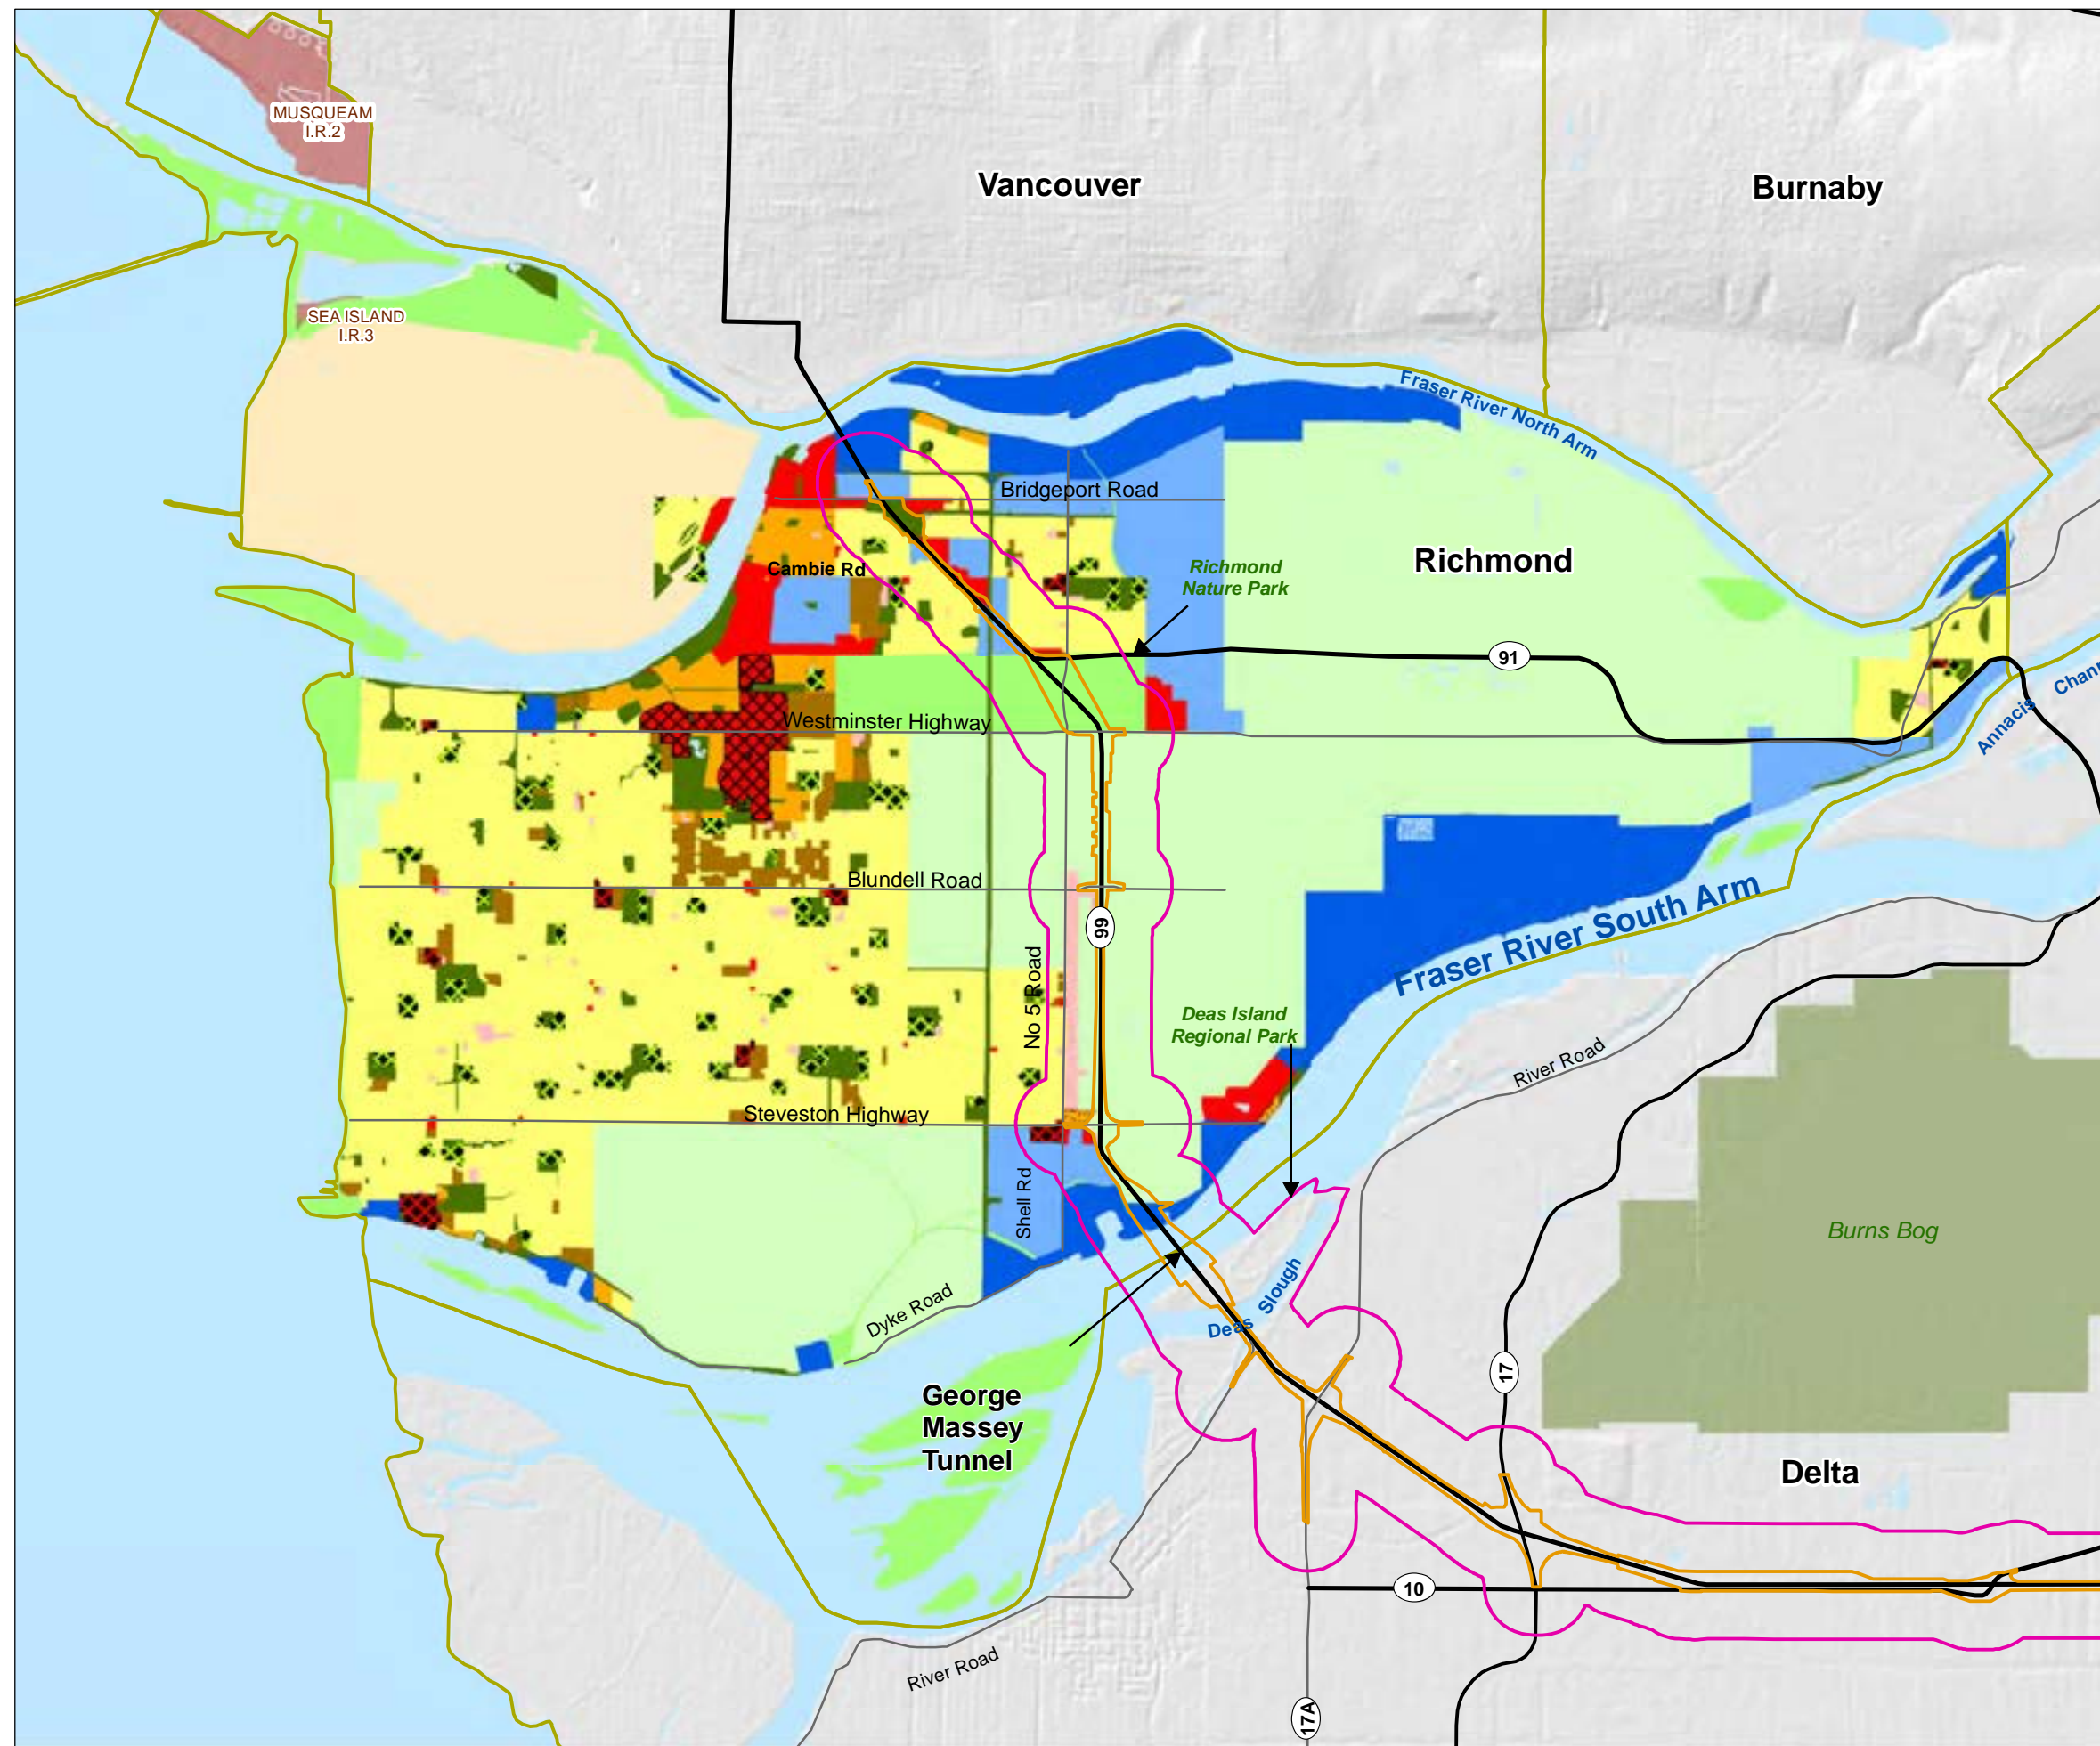 MUSQUEAM
I.R.2
Vancouver
Burnaby
SEA ISLAND
I.R.3
Fraser River North Arm
Bridgeport Road
Richmond
Cambie Rd
Richmond
Nature Park
91
Annacis
Westminster Highway
Blundell Road
99
Fraser River South Arm
No 5 Road
Deas Island
Regional Park
River Road
Steveston Highway
Shell Rd
Burns Bog
Dyke Road
Deas Slough
17
George
Massey
Tunnel
Delta
10
River Road
17A